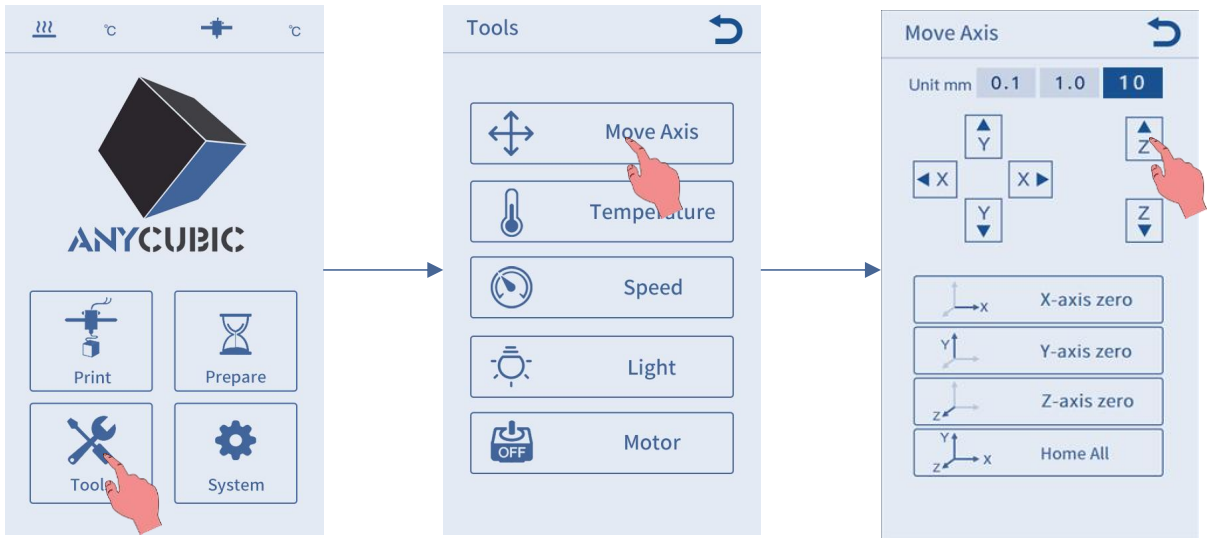 ℃
℃
ANYCUBIC
Print
Prepare
Tools
System
Tools
Move Axis
Temperature
Speed
Light
OFF
Motor
Move Axis
Unit mm 0.1 1.0 10
Y
Z
X
X
Y
Z
X
X-axis zero
Y
Y-axis zero
Z
Z-axis zero
Y
X
Z
Home All